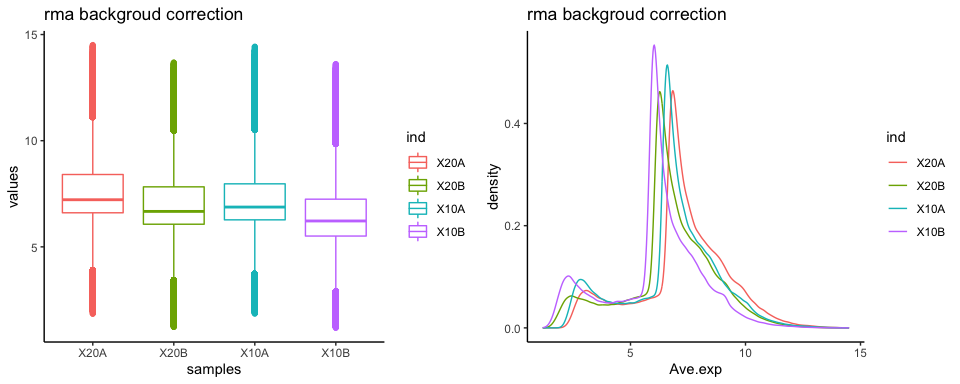 rma backgroud correction
15
10
5
values
X20A
X20B
X10A
X10B
samples
ind
X20A
X20B
X10A
X10B
rma backgroud correction
0.4
0.2
0.0
density
5
10
15
Ave.exp
ind
X20A
X20B
X10A
X10B